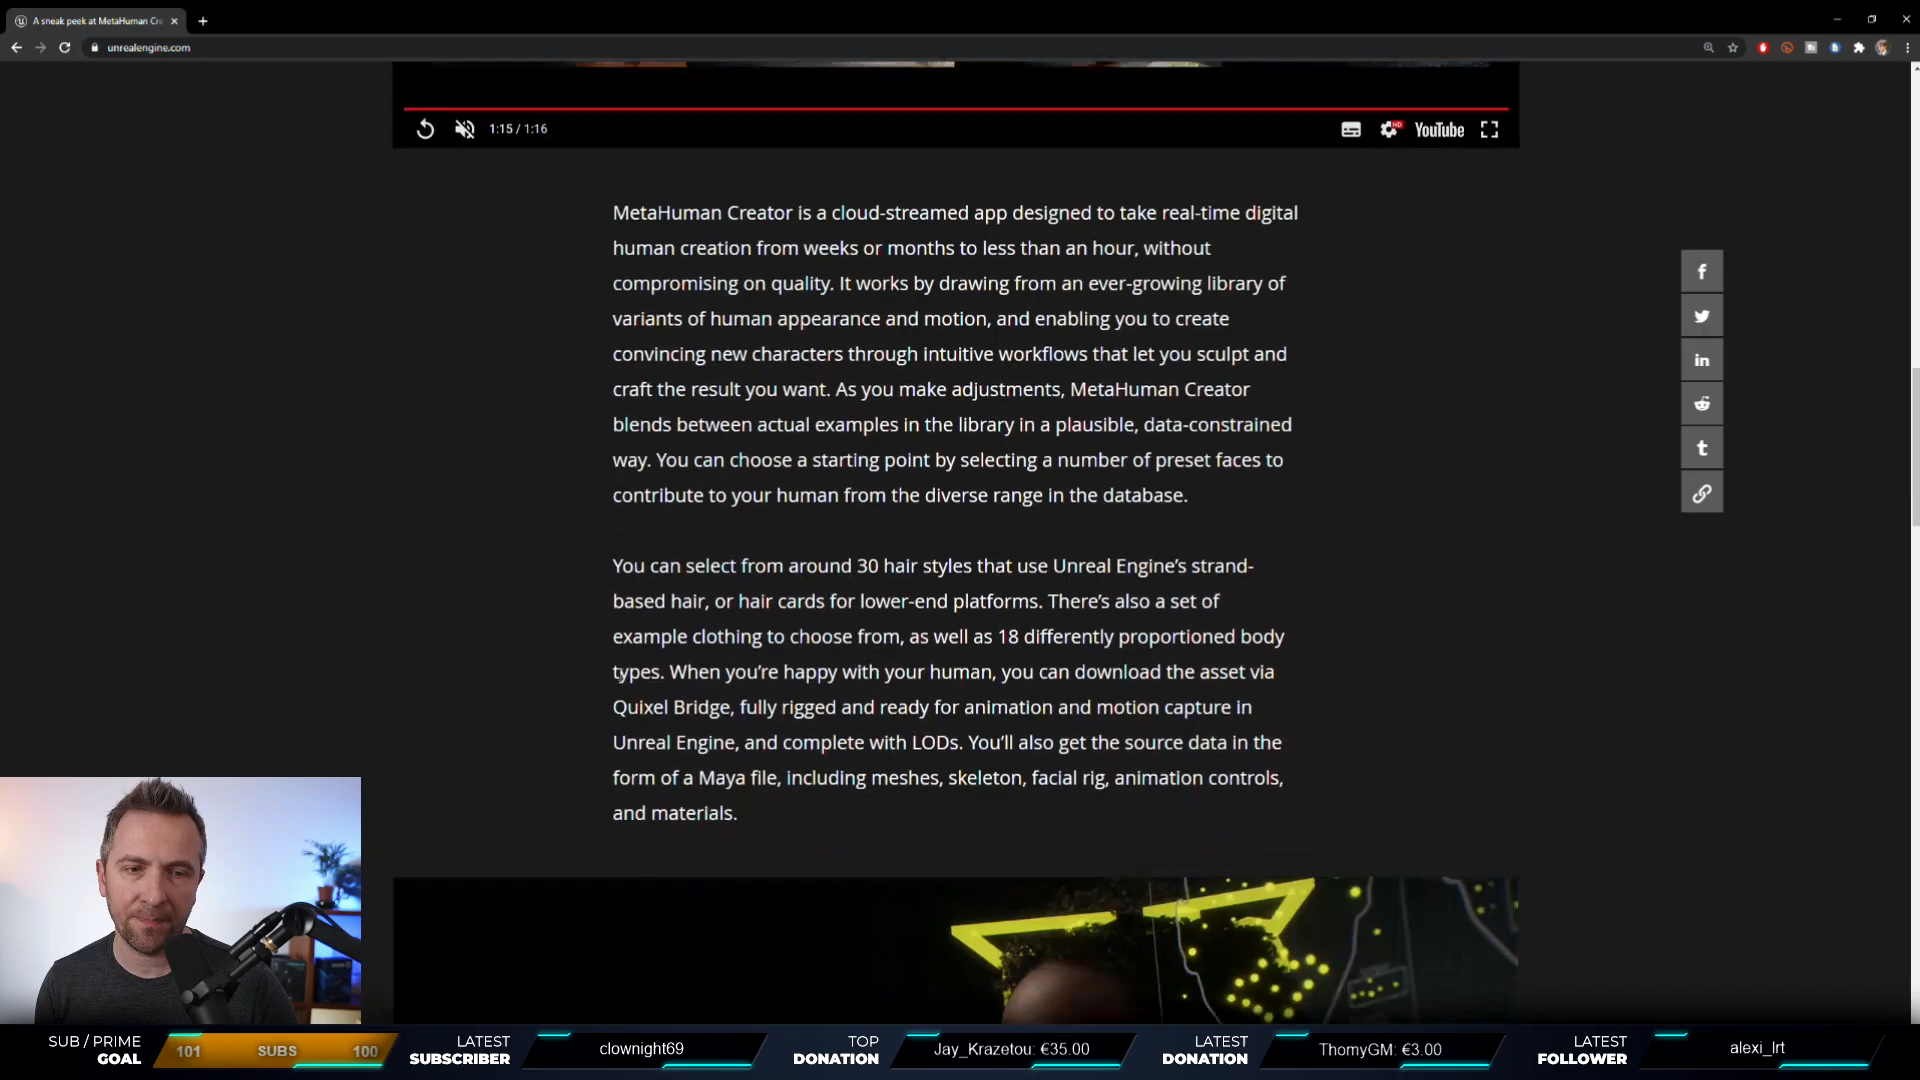 A sneak peek at MetaHuman Cre
unrealengine.com
1:15 / 1:16
HD
YouTube
MetaHuman Creator is a cloud-streamed app designed to take real-time digital
human creation from weeks or months to less than an hour, without
compromising on quality. It works by drawing from an ever-growing library of
variants of human appearance and motion, and enabling you to create
convincing new characters through intuitive workflows that let you sculpt and
craft the result you want. As you make adjustments, MetaHuman Creator
blends between actual examples in the library in a plausible, data-constrained
way. You can choose a starting point by selecting a number of preset faces to
contribute to your human from the diverse range in the database.
You can select from around 30 hair styles that use Unreal Engine’s strand-
based hair, or hair cards for lower-end platforms. There’s also a set of
example clothing to choose from, as well as 18 differently proportioned body
types. When you’re happy with your human, you can download the asset via
Quixel Bridge, fully rigged and ready for animation and motion capture in
Unreal Engine, and complete with LODs. You’ll also get the source data in the
form of a Maya file, including meshes, skeleton, facial rig, animation controls,
and materials.
SUB / PRIME
GOAL
101 SUBS 100
LATEST
SUBSCRIBER
clownight69
TOP
DONATION
Jay_Krazetou: €35.00
LATEST
DONATION
ThomyGM: €3.00
LATEST
FOLLOWER
alexi_lrt